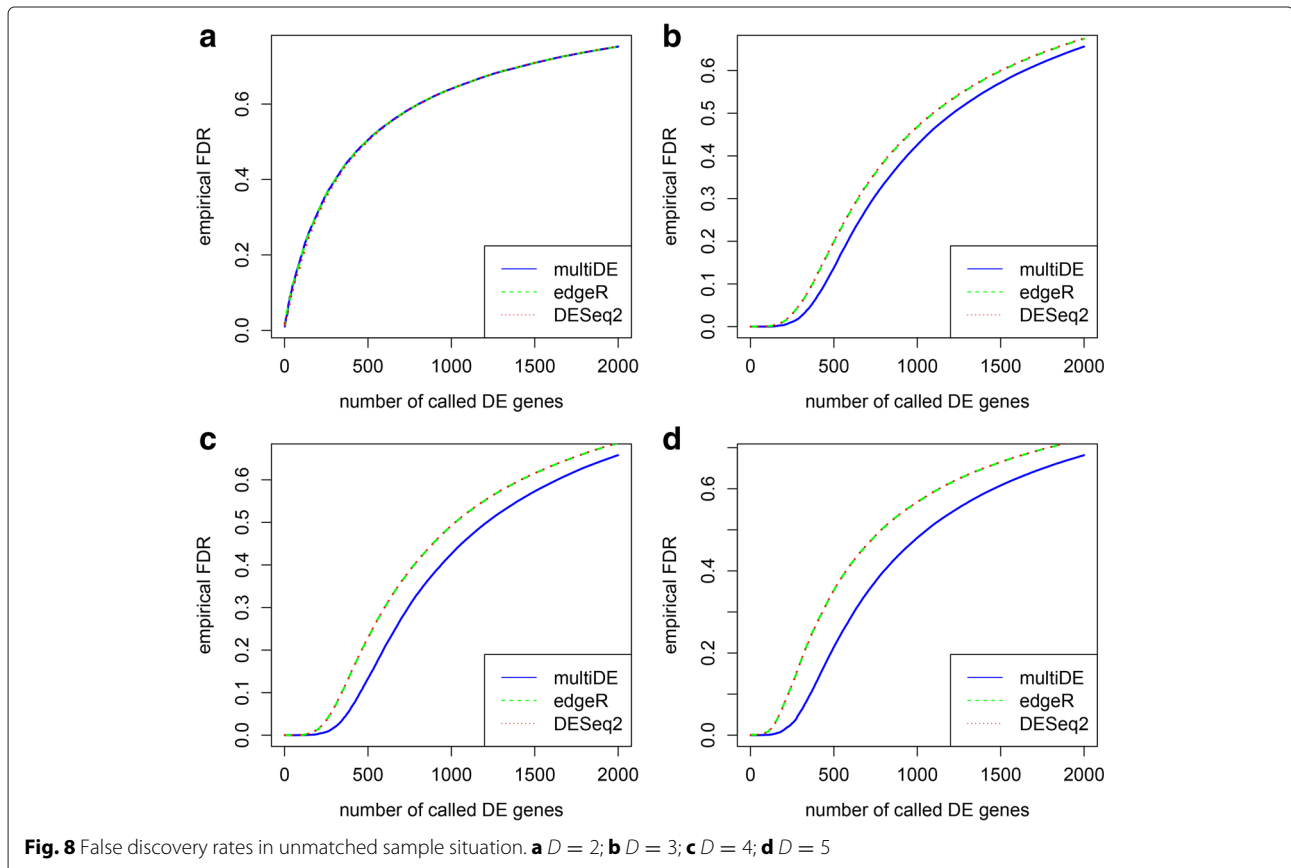 a
empirical FDR
0.0 0.2 0.4 0.6
multiDE
edgeR
DESeq2
0 500 1000 1500 2000
number of called DE genes
b
empirical FDR
0.0 0.1 0.2 0.3 0.4 0.5 0.6
multiDE
edgeR
DESeq2
0 500 1000 1500 2000
number of called DE genes
c
empirical FDR
0.0 0.1 0.2 0.3 0.4 0.5 0.6
multiDE
edgeR
DESeq2
0 500 1000 1500 2000
number of called DE genes
d
empirical FDR
0.0 0.2 0.4 0.6
multiDE
edgeR
DESeq2
0 500 1000 1500 2000
number of called DE genes
Fig. 8 False discovery rates in unmatched sample situation. a D = 2; b D = 3; c D = 4; d D = 5